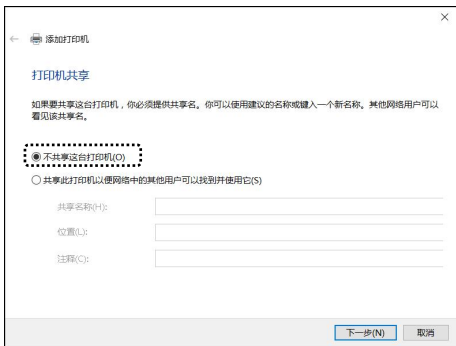 添加打印机
打印机共享
如果要共享这台打印机，你必须提供共享名。你可以使用建议的名称或键入一个新名称。其他网络用户可以
看见该共享名。
不共享这台打印机(O)
共享此打印机以便网络中的其他用户可以找到并使用它(S)
共享名称(H):
位置(L):
注释(C):
下一步(N)
取消